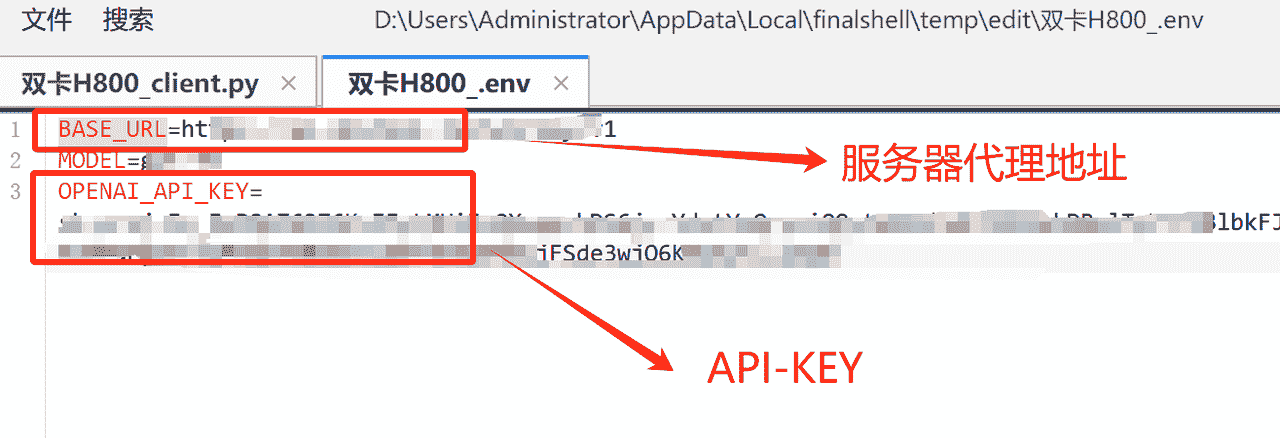 文件 搜索 D:\Users\Administrator\AppData\Local\finalshell\temp\edit\双卡H800_.env
双卡H800_client.py × 双卡H800_.env ×
1 BASE_URL=htt
服务器代理地址
2 MODEL=g
3 OPENAI_API_KEY=
lbkFJ
iFSde3wiO6K
API-KEY